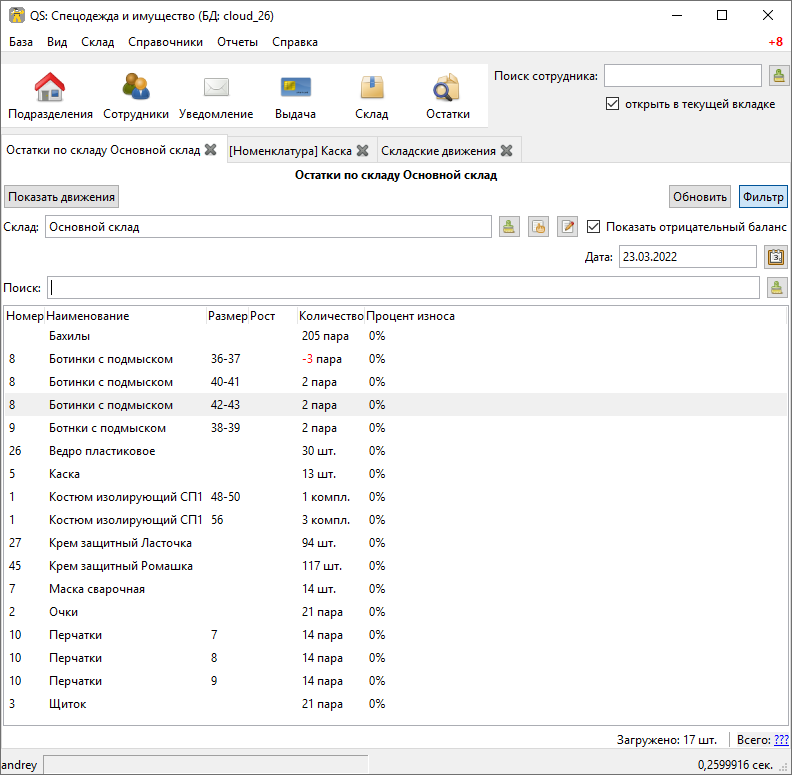 QS: Спецодежда и имущество (БД: cloud_26)
База Вид Склад Справочники Отчеты Справка +8
Поиск сотрудника:
открыть в текущей вкладке
Подразделения Сотрудники Уведомление Выдача Склад Остатки
Остатки по складу Основной склад [Номенклатура] Каска Складские движения
Остатки по складу Основной склад
Показать движения Обновить Фильтр
Склад: Основной склад Показать отрицательный баланс
Дата: 23.03.2022
Поиск:
Номер Наименование Размер Рост Количество Процент износа
Бахилы 205 пара 0%
8 Ботинки с подмыском 36-37 -3 пара 0%
8 Ботинки с подмыском 40-41 2 пара 0%
8 Ботинки с подмыском 42-43 2 пара 0%
9 Ботнки с подмыском 38-39 2 пара 0%
26 Ведро пластиковое 30 шт. 0%
5 Каска 13 шт. 0%
1 Костюм изолирующий СП1 48-50 1 компл. 0%
1 Костюм изолирующий СП1 56 3 компл. 0%
27 Крем защитный Ласточка 94 шт. 0%
45 Крем защитный Ромашка 117 шт. 0%
7 Маска сварочная 14 шт. 0%
2 Очки 21 пара 0%
10 Перчатки 7 14 пара 0%
10 Перчатки 8 14 пара 0%
10 Перчатки 9 14 пара 0%
3 Щиток 21 пара 0%
Загружено: 17 шт. Всего: ???
andrey 0,2599916 сек.